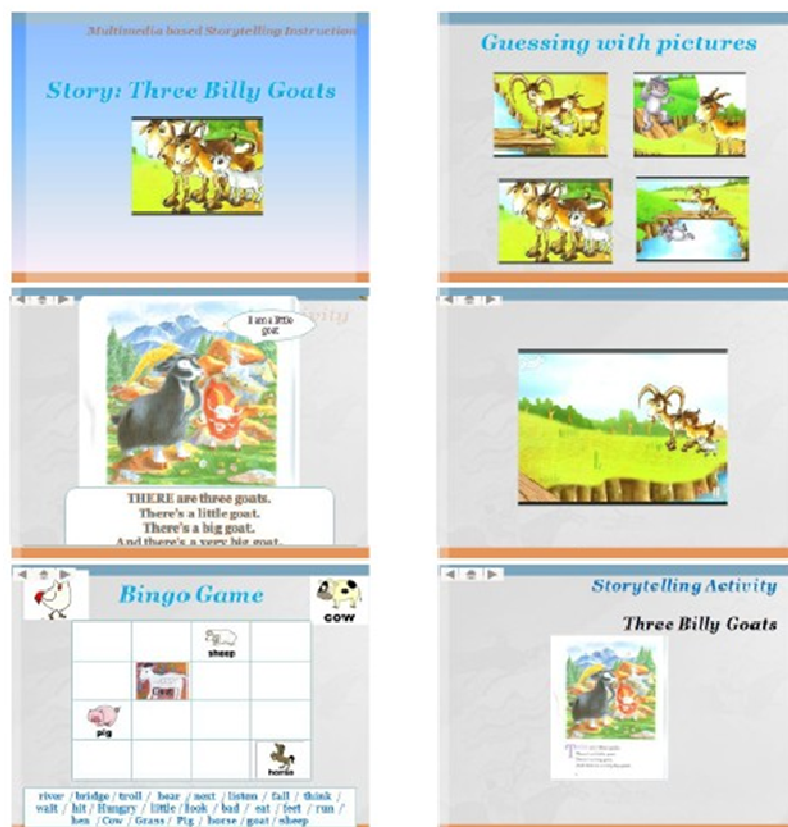 Multimedia based Storytelling Instruction
Story: Three Billy Goats
Guessing with pictures
I am a little
goat
THERE are three goats.
There's a little goat.
There's a big goat.
And there's a very big goat.
Bingo Game
cow
sheep
Goat
pig
horse
river / bridge / troll / hear / next / listen / fall / think /
wait / hit / Hungry / little / look / bad / eat / feet / run /
hen / Cow / Grass / Pig / horse / goat / sheep
Storytelling Activity
Three Billy Goats